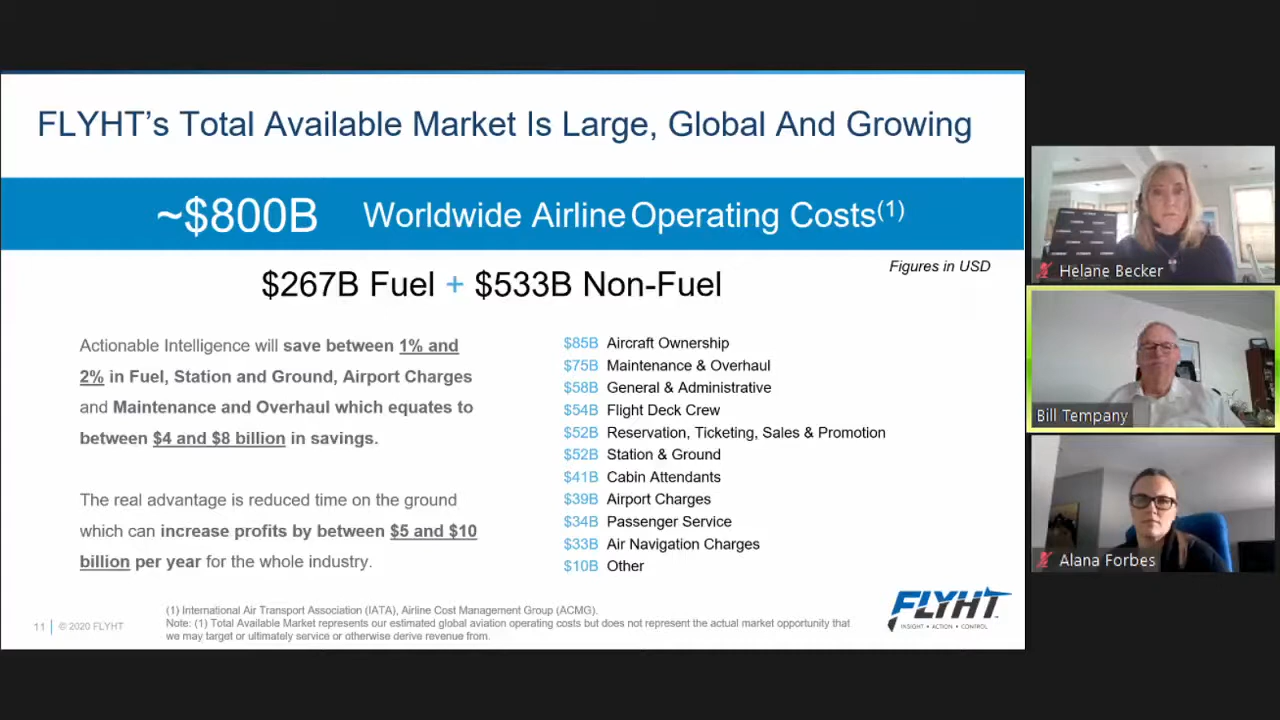 FLYHT's Total Available Market Is Large, Global And Growing
~$800B Worldwide Airline Operating Costs(1)
Figures in USD
$267B Fuel + $533B Non-Fuel
Actionable Intelligence will save between 1% and
2% in Fuel, Station and Ground, Airport Charges
and Maintenance and Overhaul which equates to
between $4 and $8 billion in savings.
The real advantage is reduced time on the ground
which can increase profits by between $5 and $10
billion per year for the whole industry.
$85B Aircraft Ownership
$75B Maintenance & Overhaul
$58B General & Administrative
$54B Flight Deck Crew
$52B Reservation, Ticketing, Sales & Promotion
$52B Station & Ground
$41B Cabin Attendants
$39B Airport Charges
$34B Passenger Service
$33B Air Navigation Charges
$10B Other
(1) International Air Transport Association (IATA), Airline Cost Management Group (ACMG).
Note: (1) Total Available Market represents our estimated global aviation operating costs but does not represent the actual market opportunity that
we may target or ultimately service or otherwise derive revenue from.
11 | © 2020 FLYHT
FLYHT
INSIGHT • ACTION • CONTROL
Helane Becker
Bill Tempany
Alana Forbes